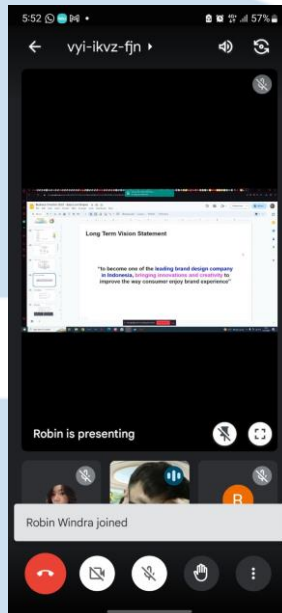 5:52
57%
vyi-ikvz-fjn
Long Term Vision Statement
"to become one of the leading brand design company
in Indonesia, bringing innovations and creativity to
improve the way consumer enjoy brand experience"
Robin is presenting
B
Robin Windra joined